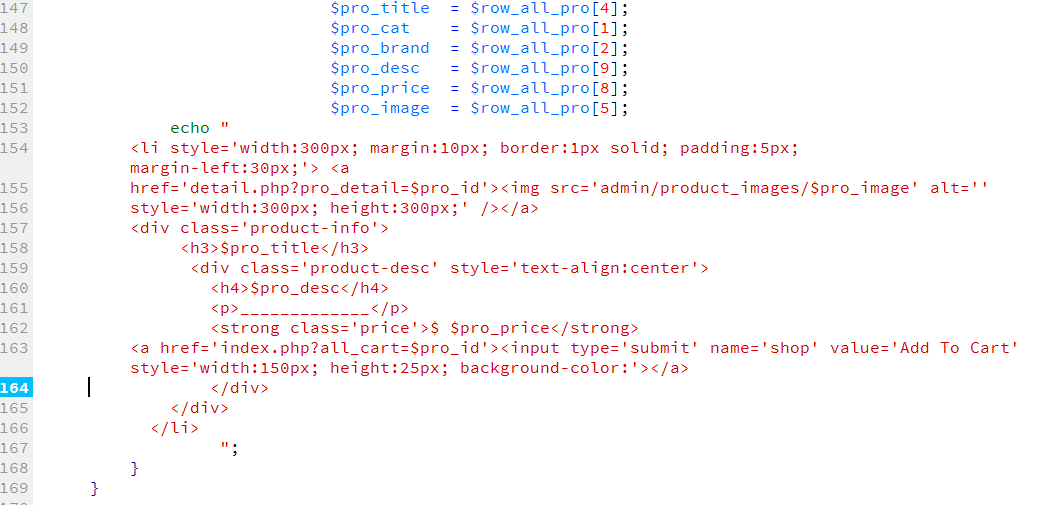 147 $pro_title = $row_all_pro[4];
148 $pro_cat = $row_all_pro[1];
149 $pro_brand = $row_all_pro[2];
150 $pro_desc = $row_all_pro[9];
151 $pro_price = $row_all_pro[8];
152 $pro_image = $row_all_pro[5];
153 echo "
154 <li style='width:300px; margin:10px; border:1px solid; padding:5px;
margin-left:30px;'> <a
155 href='detail.php?pro_detail=$pro_id'><img src='admin/product_images/$pro_image' alt=''
156 style='width:300px; height:300px;' /></a>
157 <div class='product-info'>
158 <h3>$pro_title</h3>
159 <div class='product-desc' style='text-align:center'>
160 <h4>$pro_desc</h4>
161 <p>_____________</p>
162 <strong class='price'>$ $pro_price</strong>
163 <a href='index.php?all_cart=$pro_id'><input type='submit' name='shop' value='Add To Cart'
style='width:150px; height:25px; background-color:'></a>
164 </div>
165 </div>
166 </li>
167 ";
168 }
169 }